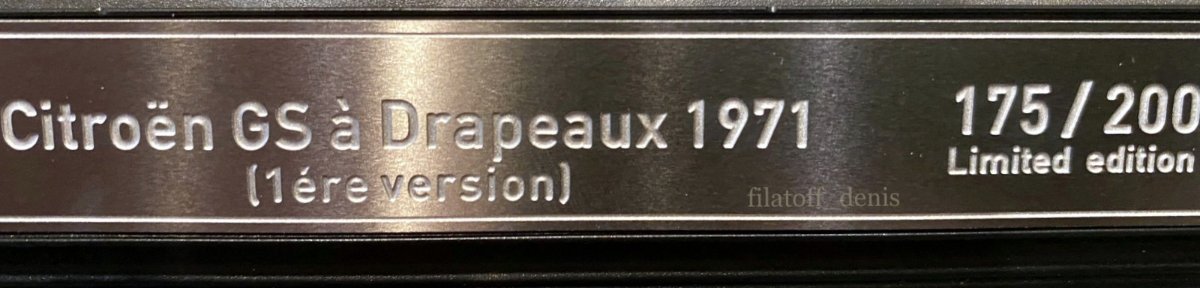 Citroën GS à Drapeaux 1971
(1ére version)
175/200
Limited edition
filatoff_denis